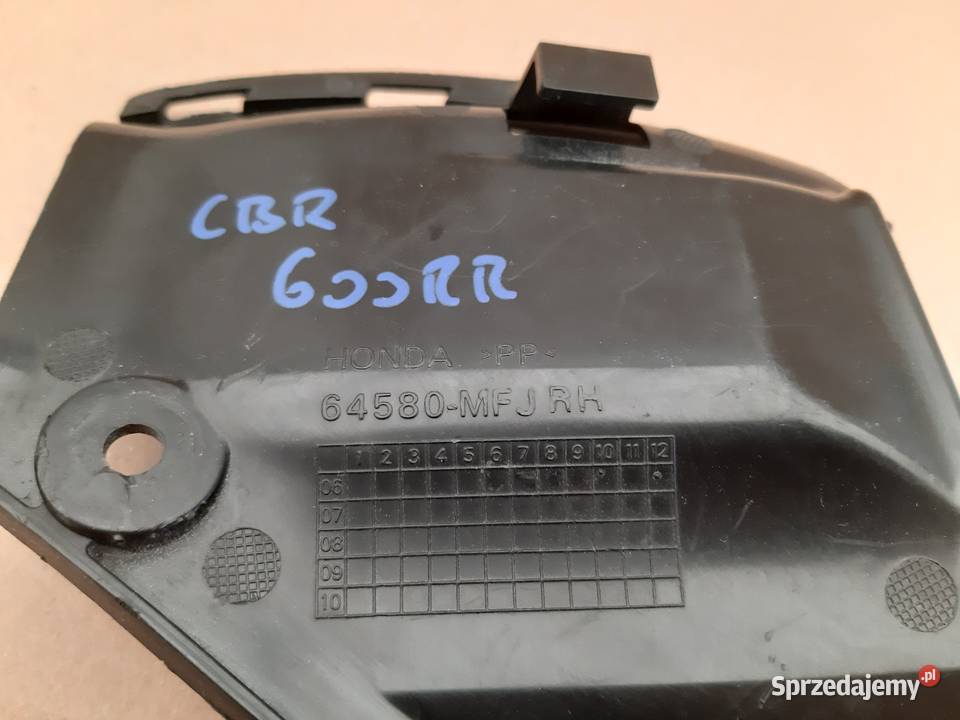 CBR
600RR
HONDA >PP<
64580-MFJ RH
1 2 3 4 5 6 7 8 9 10 11 12
06
07
08
09
10
Sprzedajemy.pl